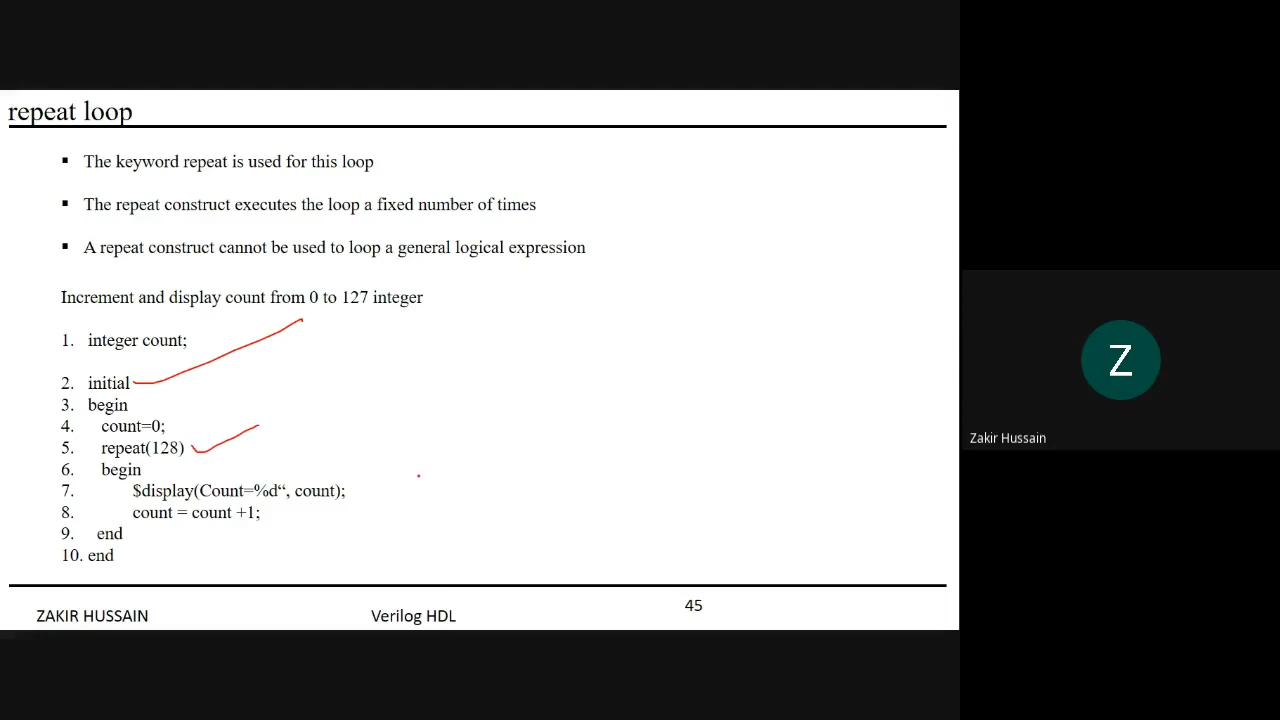 repeat loop
▪ The keyword repeat is used for this loop
▪ The repeat construct executes the loop a fixed number of times
▪ A repeat construct cannot be used to loop a general logical expression
Increment and display count from 0 to 127 integer
1. integer count;
2. initial
3. begin
4. count=0;
5. repeat(128)
6. begin
7. $display(Count=%d“, count);
8. count = count +1;
9. end
10. end
ZAKIR HUSSAIN Verilog HDL 45
Z
Zakir Hussain